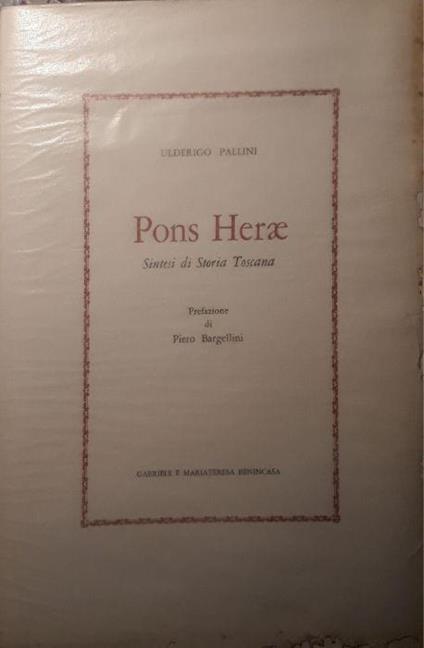 ULDERIGO PALLINI
Pons Heræ
Sintesi di Storia Toscana
Prefazione
di
Piero Bargellini
GABRIELE E MARIATERESA BENINCASA